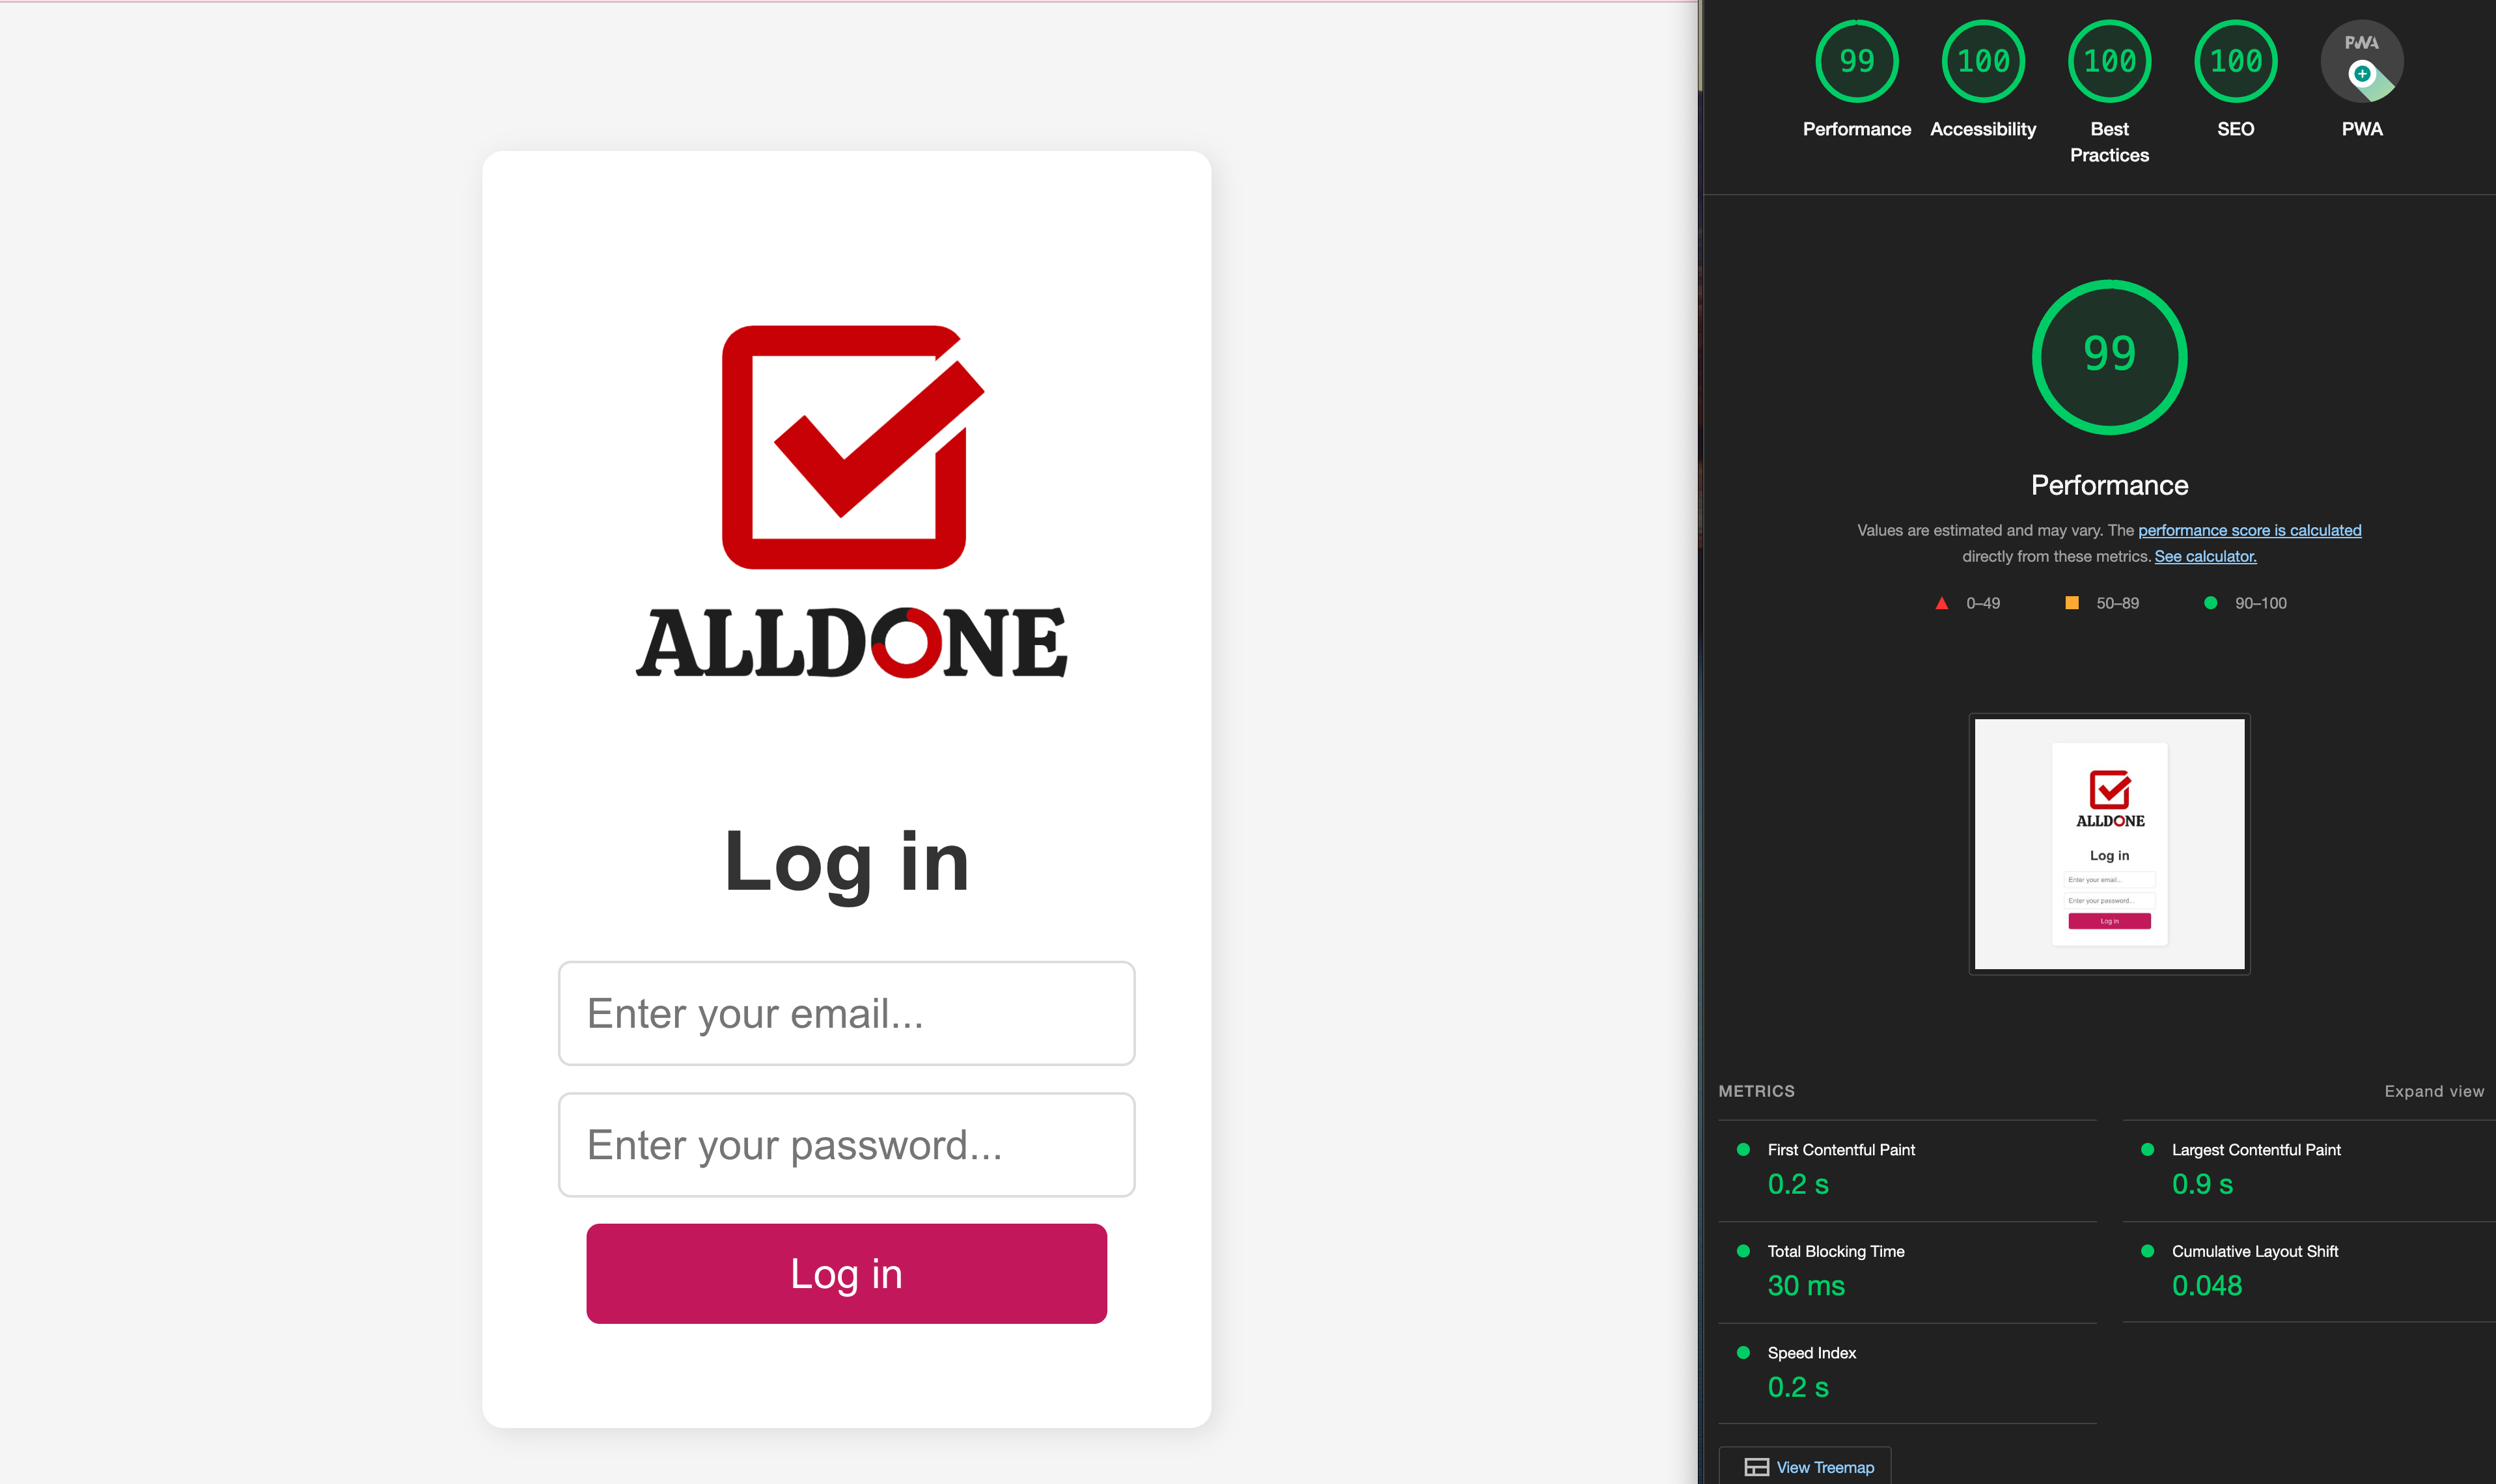 ALLDONE
Log in
Enter your email...
Enter your password...
Log in
99
100
100
100
PWA
Performance
Accessibility
Best
Practices
SEO
PWA
99
Performance
Values are estimated and may vary. The performance score is calculated
directly from these metrics. See calculator.
0–49
50–89
90–100
ALLDONE
Log in
Enter your email...
Enter your password...
Log in
METRICS
Expand view
First Contentful Paint
0.2 s
Largest Contentful Paint
0.9 s
Total Blocking Time
30 ms
Cumulative Layout Shift
0.048
Speed Index
0.2 s
View Treemap